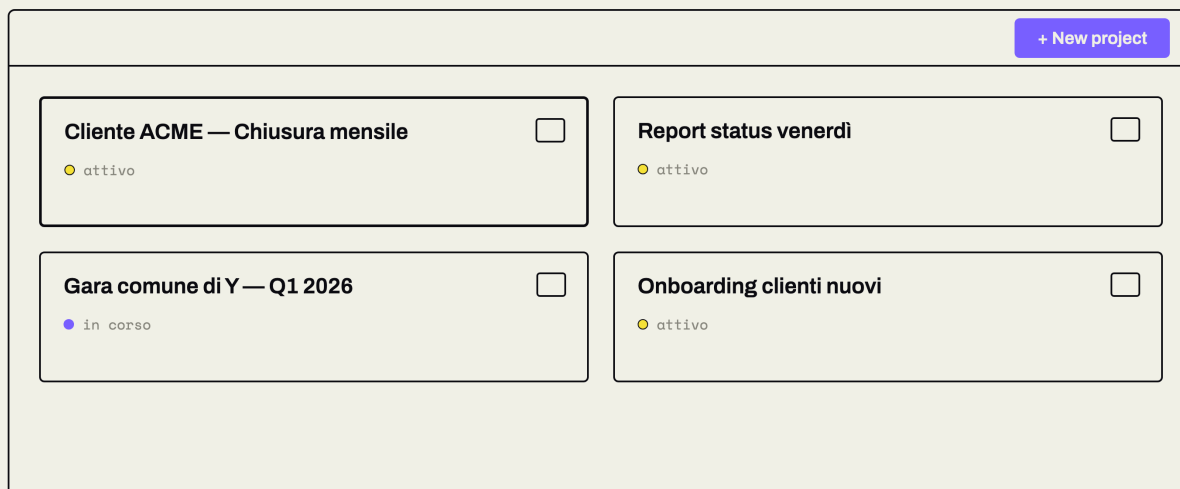 + New project
Cliente ACME — Chiusura mensile
attivo
Report status venerdì
attivo
Gara comune di Y — Q1 2026
in corso
Onboarding clienti nuovi
attivo